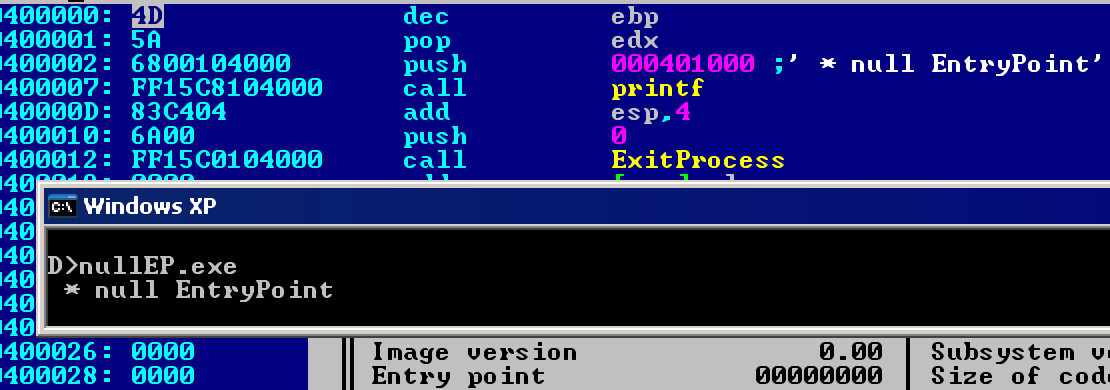 400000: 4D dec ebp
400001: 5A pop edx
400002: 6800104000 push 000401000 ;' * null EntryPoint'
400007: FF15C8104000 call printf
40000D: 83C404 add esp,4
400010: 6A00 push 0
400012: FF15C0104000 call ExitProcess
C:\ Windows XP
D>nullEP.exe
* null EntryPoint
400026: 0000 Image version 0.00 Subsystem
400028: 0000 Entry point 00000000 Size of